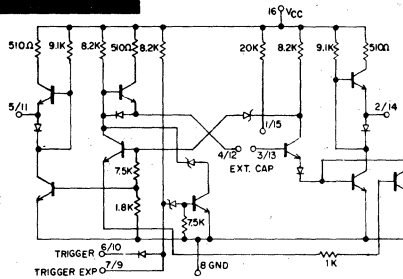 16 VCC
510Ω 9.1K 8.2K 510Ω 8.2K 20K 8.2K 9.1K 510Ω
5/11 2/14
1/15
4/12 3/13
EXT. CAP
7.5K
1.8K
7.5K
TRIGGER 6/10
TRIGGER EXP 7/9
8 GND
1K